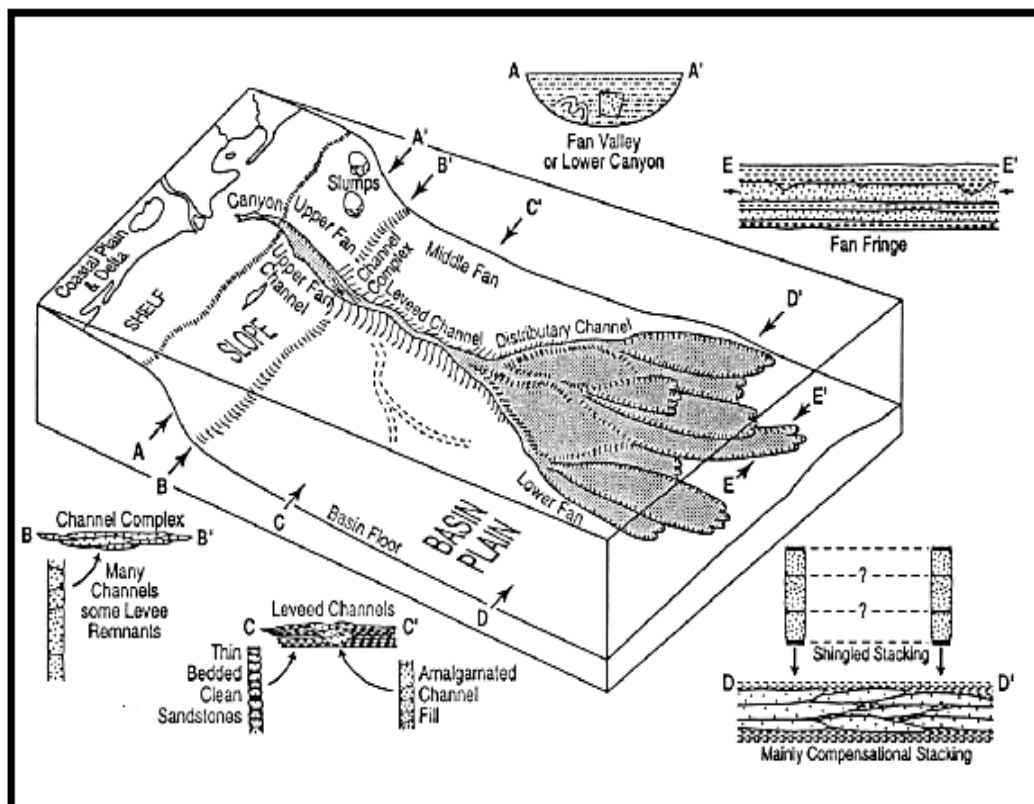 A A'
Fan Valley
or Lower Canyon
E E'
Fan Fringe
A'
B'
C'
D'
E'
Slumps
Canyon
Upper Fan
Channel
Complex
Middle Fan
Coastal Plain
& Delta
SHELF
SLOPE
Upper Fan
Channel
Leveed Channel
Distributary Channel
Lower Fan
Basin Floor
BASIN
PLAIN
A
B
C
D
E
Channel Complex
B B'
Many
Channels
some Levee
Remnants
Leveed Channels
C C'
Thin
Bedded
Clean
Sandstones
Amalgamated
Channel
Fill
?
?
Shingled Stacking
D D'
Mainly Compensational Stacking